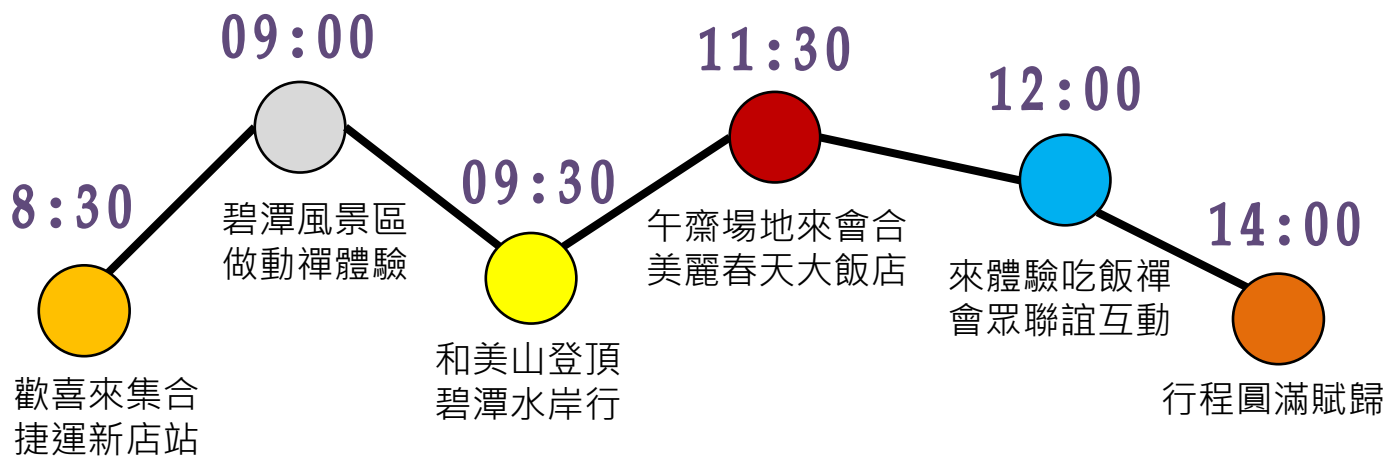 8:30
歡喜來集合
捷運新店站
09:00
碧潭風景區
做動禪體驗
09:30
和美山登頂
碧潭水岸行
11:30
午齋場地來會合
美麗春天大飯店
12:00
來體驗吃飯禪
會眾聯誼互動
14:00
行程圓滿賦歸